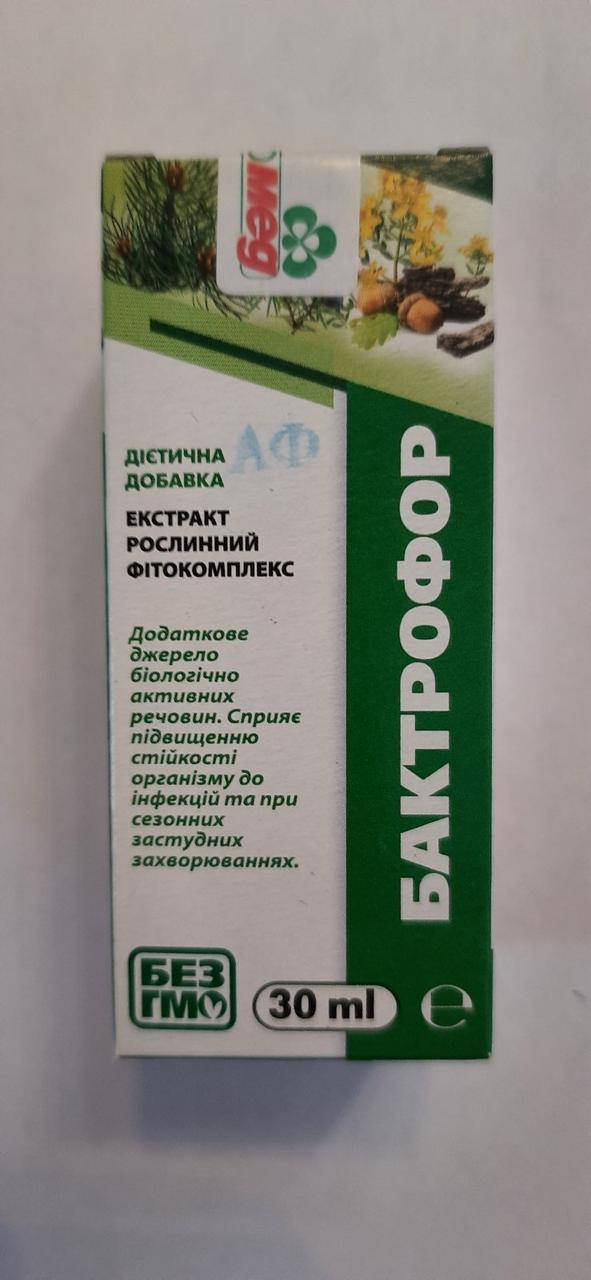 мед
АФ
ДІЄТИЧНА
ДОБАВКА
ЕКСТРАКТ
РОСЛИННИЙ
ФІТОКОМПЛЕКС
Додаткове
джерело
біологічно
активних
речовин. Сприяє
підвищенню
стійкості
організму до
інфекцій та при
сезонних
застудних
захворюваннях.
БАКТРОФОР
БЕЗ
ГМО
30 ml
℮